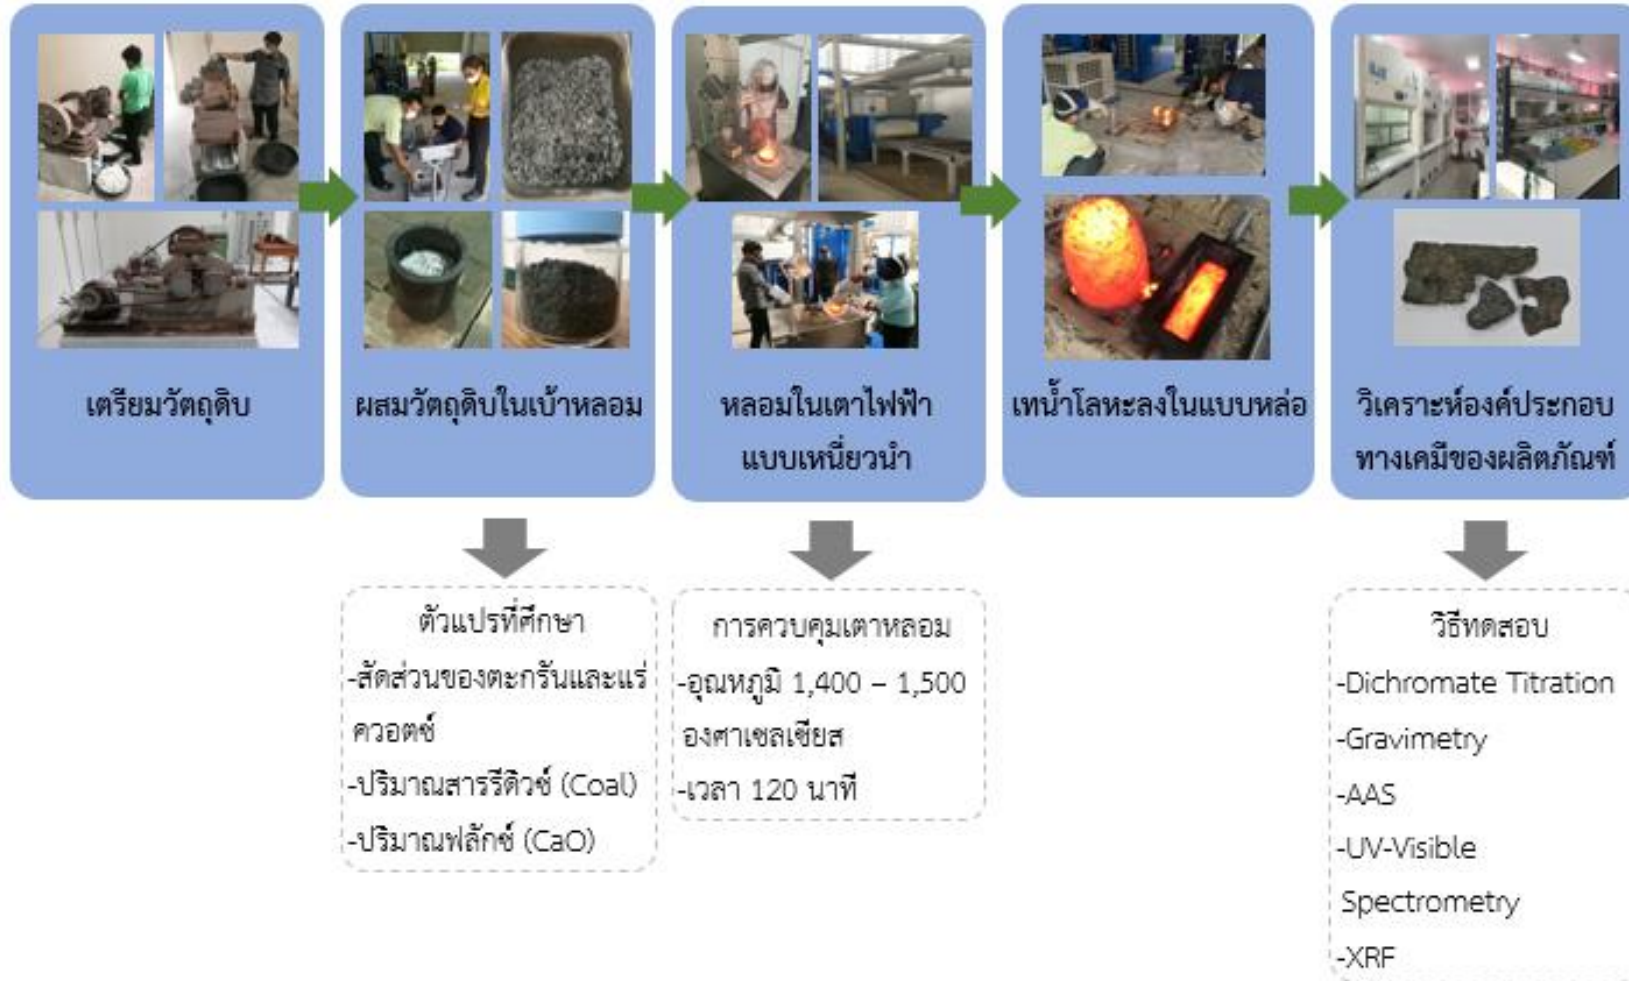 เตรียมวัตถุดิบ
ผสมวัตถุดิบในเบ้าหลอม
หลอมในเตาไฟฟ้า
แบบเหนี่ยวนำ
เทน้ำโลหะลงในแบบหล่อ
วิเคราะห์องค์ประกอบ
ทางเคมีของผลิตภัณฑ์
ตัวแปรที่ศึกษา
-สัดส่วนของตะกรันและแร่
ควอตซ์
-ปริมาณสารรีดิวซ์ (Coal)
-ปริมาณฟลักซ์ (CaO)
การควบคุมเตาหลอม
-อุณหภูมิ 1,400 – 1,500
องศาเซลเซียส
-เวลา 120 นาที
วิธีทดสอบ
-Dichromate Titration
-Gravimetry
-AAS
-UV-Visible
Spectrometry
-XRF